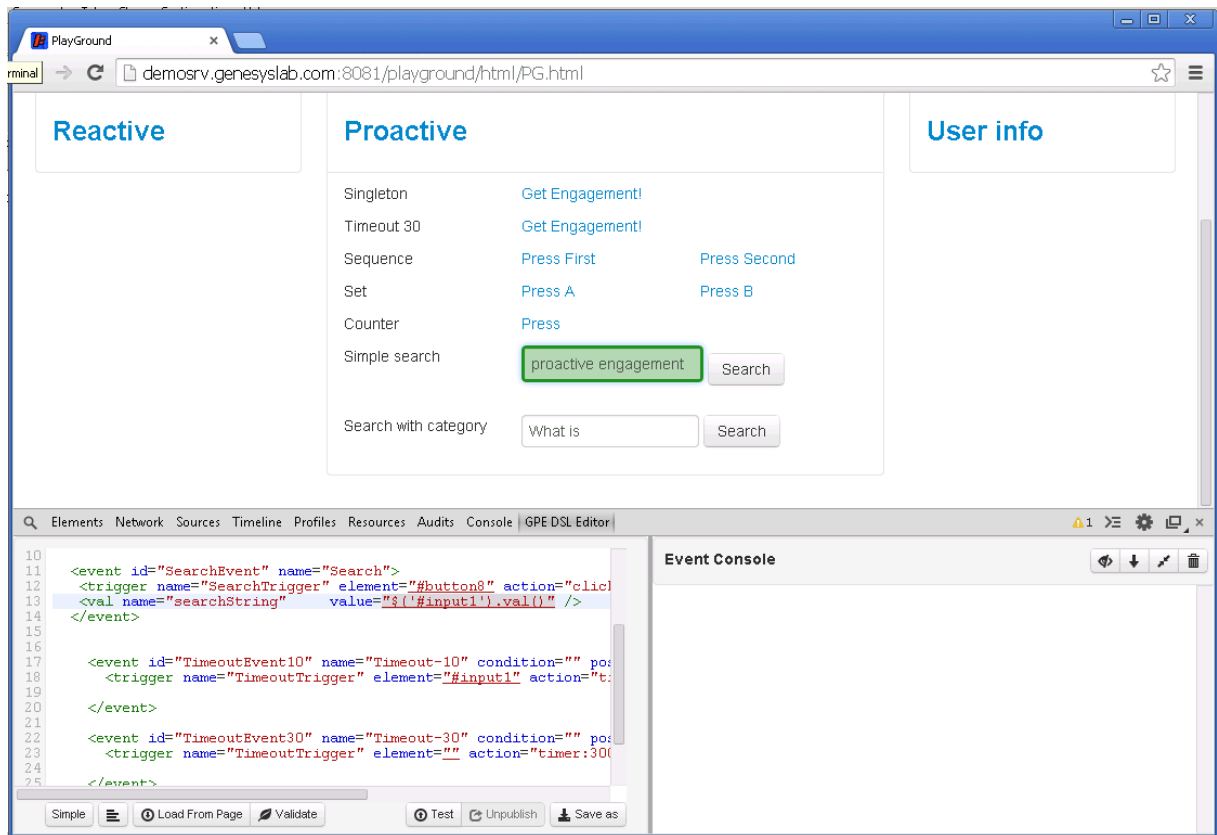 PlayGround
rminal
demosrv.genesyslab.com:8081/playground/html/PG.html
Reactive
Proactive
User info
Singleton Get Engagement!
Timeout 30 Get Engagement!
Sequence Press First Press Second
Set Press A Press B
Counter Press
Simple search proactive engagement Search
Search with category What is Search
Elements Network Sources Timeline Profiles Resources Audits Console GPE DSL Editor 1
10
11 <event id="SearchEvent" name="Search">
12 <trigger name="SearchTrigger" element="#button8" action="clic
13 <val name="searchString" value="$('#input1').val()" />
14 </event>
15
16
17 <event id="TimeoutEvent10" name="Timeout-10" condition="" pos
18 <trigger name="TimeoutTrigger" element="#input1" action="t
19
20 </event>
21
22 <event id="TimeoutEvent30" name="Timeout-30" condition="" pos
23 <trigger name="TimeoutTrigger" element="" action="timer:300
24
25 </event>
Event Console
Simple Load From Page Validate Test Unpublish Save as